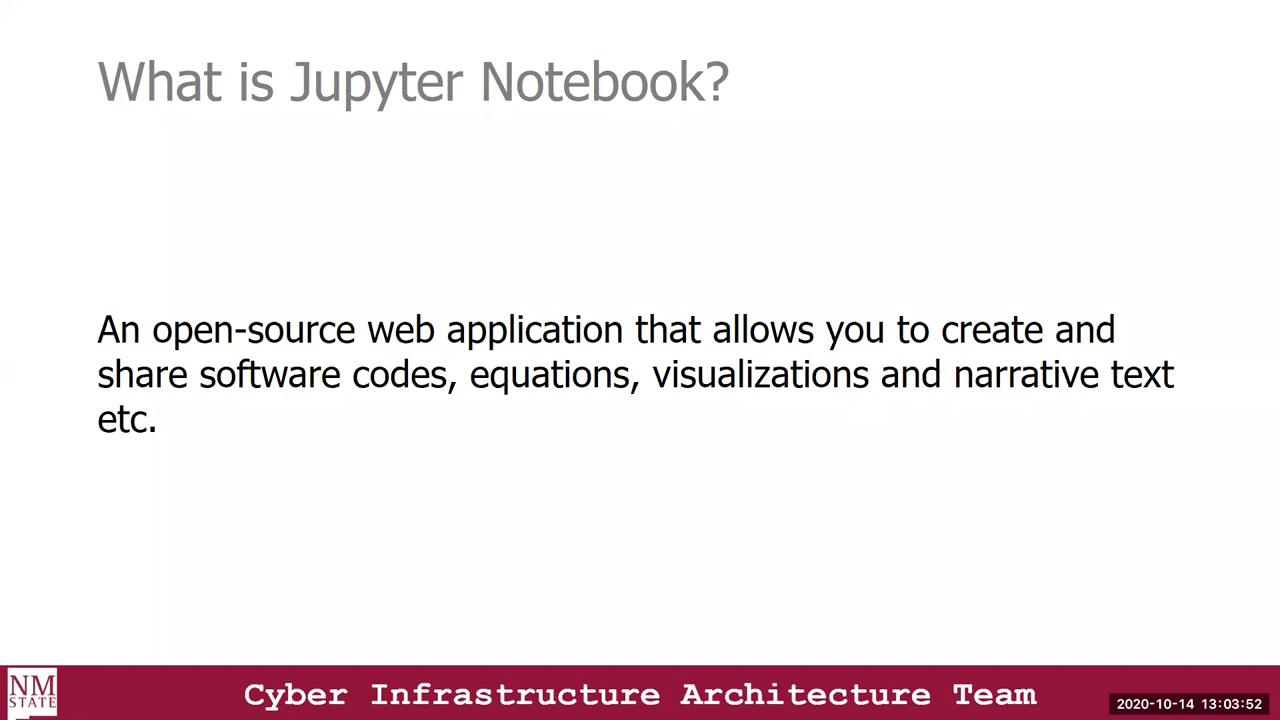 What is Jupyter Notebook?
An open-source web application that allows you to create and
share software codes, equations, visualizations and narrative text
etc.
NM
STATE
Cyber Infrastructure Architecture Team
2020-10-14 13:03:52